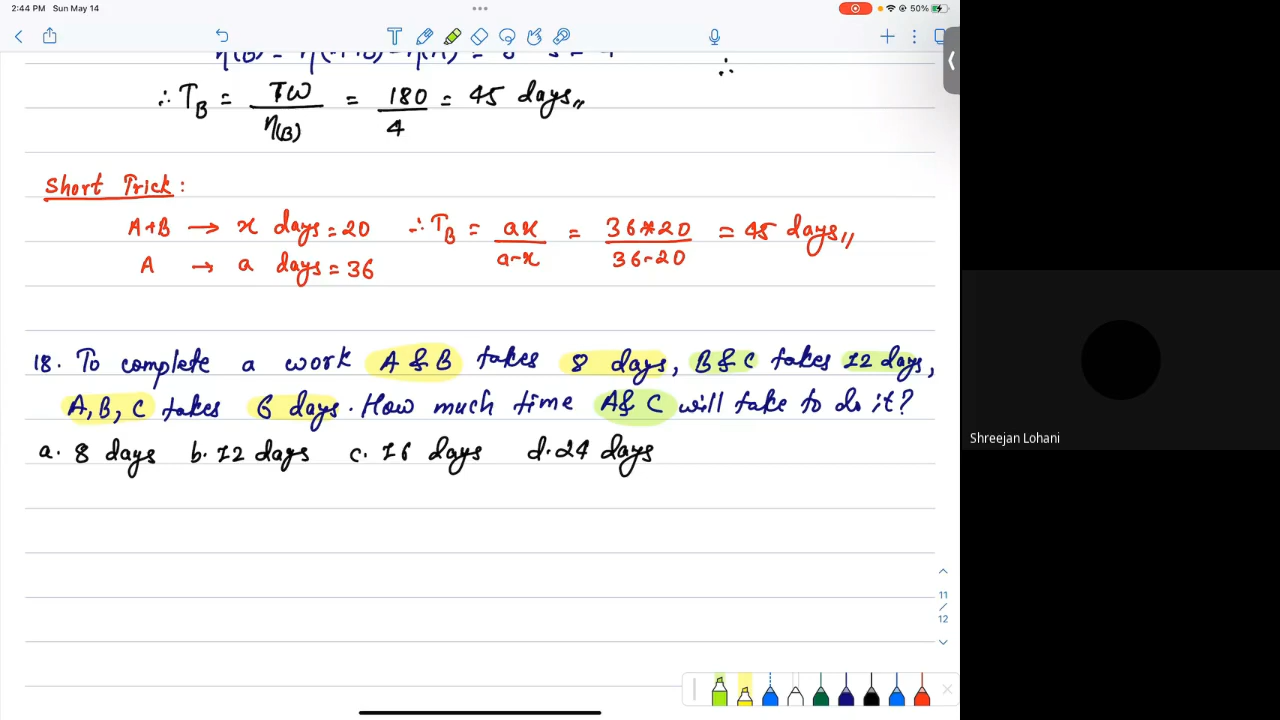 2:44 PM Sun May 14
50%
∴ T_B = TW / η(B) = 180 / 4 = 45 days,,
∴
Short Trick:
A+B → x days = 20 ∴ T_B = ax / a-x = 36*20 / 36-20 = 45 days,,
A → a days = 36
18. To complete a work A & B takes 8 days, B & C takes 12 days,
A, B, C takes 6 days. How much time A & C will take to do it?
a. 8 days b. 12 days c. 16 days d. 24 days
11
/
12
Shreejan Lohani